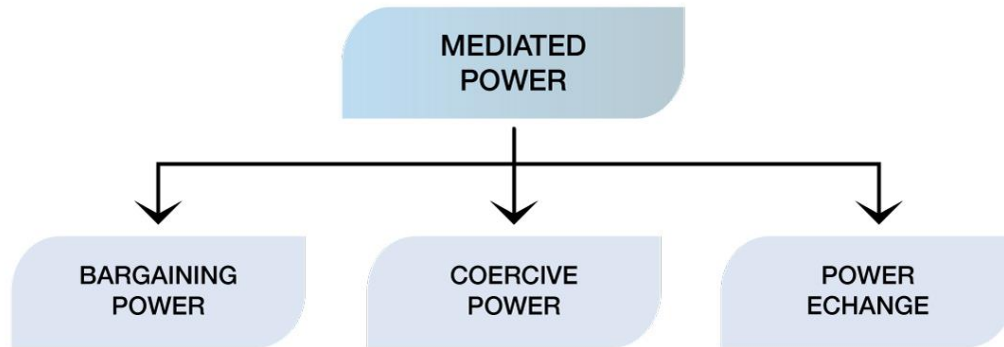 MEDIATED
POWER
BARGAINING
POWER
COERCIVE
POWER
POWER
ECHANGE